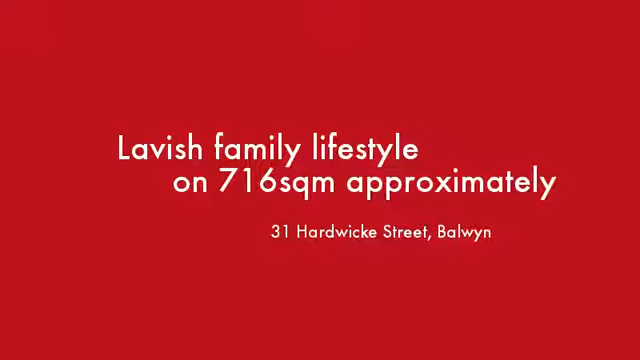 Lavish family lifestyle
on 716sqm approximately
31 Hardwicke Street, Balwyn